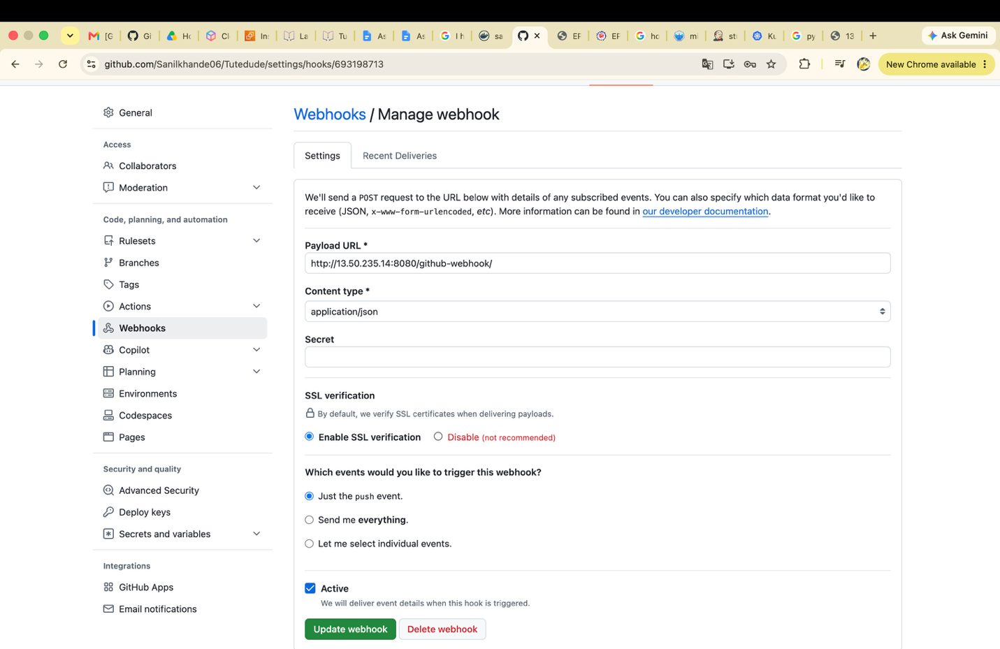 [G
Gi
Ho
Cl
In:
La
Tu
As
As
I h
sa
EF
EF
ho
mi
st
Ku
py
13
Ask Gemini
github.com/Sanilkhande06/Tutedude/settings/hooks/693198713
New Chrome available
General
Access
Collaborators
Moderation
Code, planning, and automation
Rulesets
Branches
Tags
Actions
Webhooks
Copilot
Planning
Environments
Codespaces
Pages
Security and quality
Advanced Security
Deploy keys
Secrets and variables
Integrations
GitHub Apps
Email notifications
Webhooks / Manage webhook
Settings
Recent Deliveries
We'll send a POST request to the URL below with details of any subscribed events. You can also specify which data format you'd like to
receive (JSON, x-www-form-urlencoded, etc). More information can be found in our developer documentation.
Payload URL *
http://13.50.235.14:8080/github-webhook/
Content type *
application/json
Secret
SSL verification
By default, we verify SSL certificates when delivering payloads.
Enable SSL verification
Disable (not recommended)
Which events would you like to trigger this webhook?
Just the push event.
Send me everything.
Let me select individual events.
Active
We will deliver event details when this hook is triggered.
Update webhook
Delete webhook